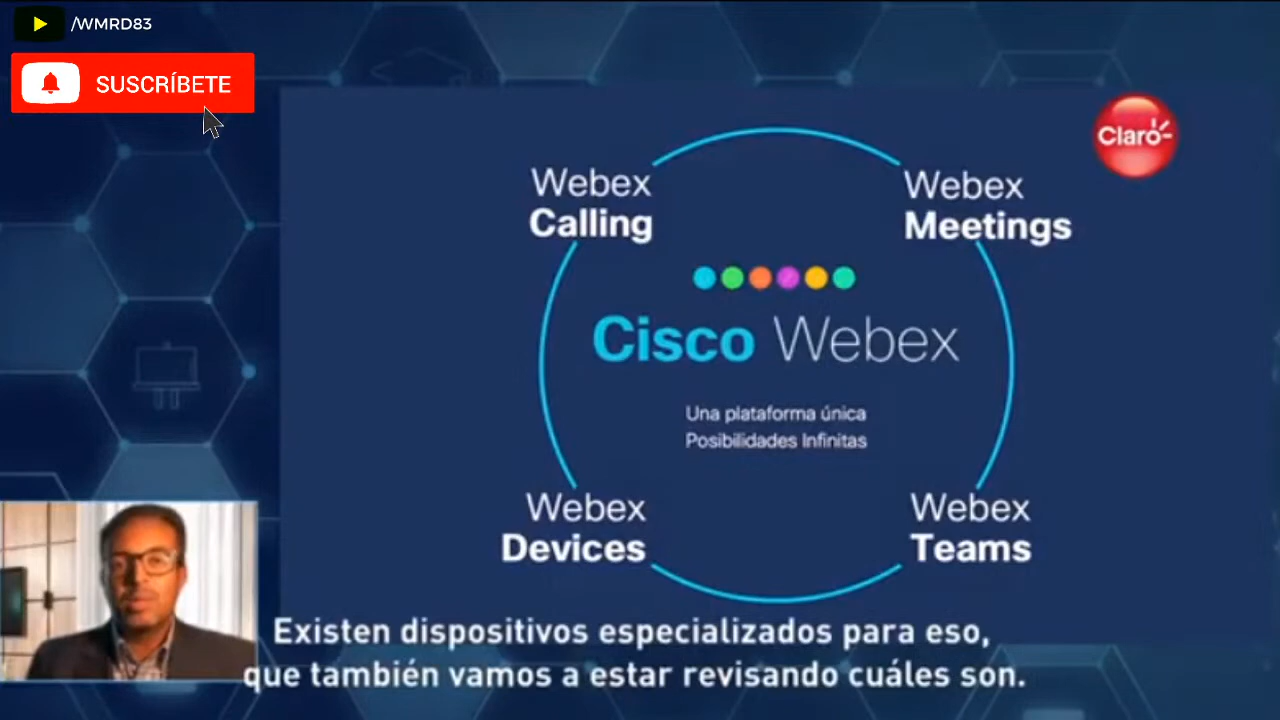 /WMRD83
SUSCRÍBETE
Claro-
Webex
Calling
Webex
Meetings
Cisco Webex
Una plataforma única
Posibilidades Infinitas
Webex
Devices
Webex
Teams
Existen dispositivos especializados para eso,
que también vamos a estar revisando cuáles son.